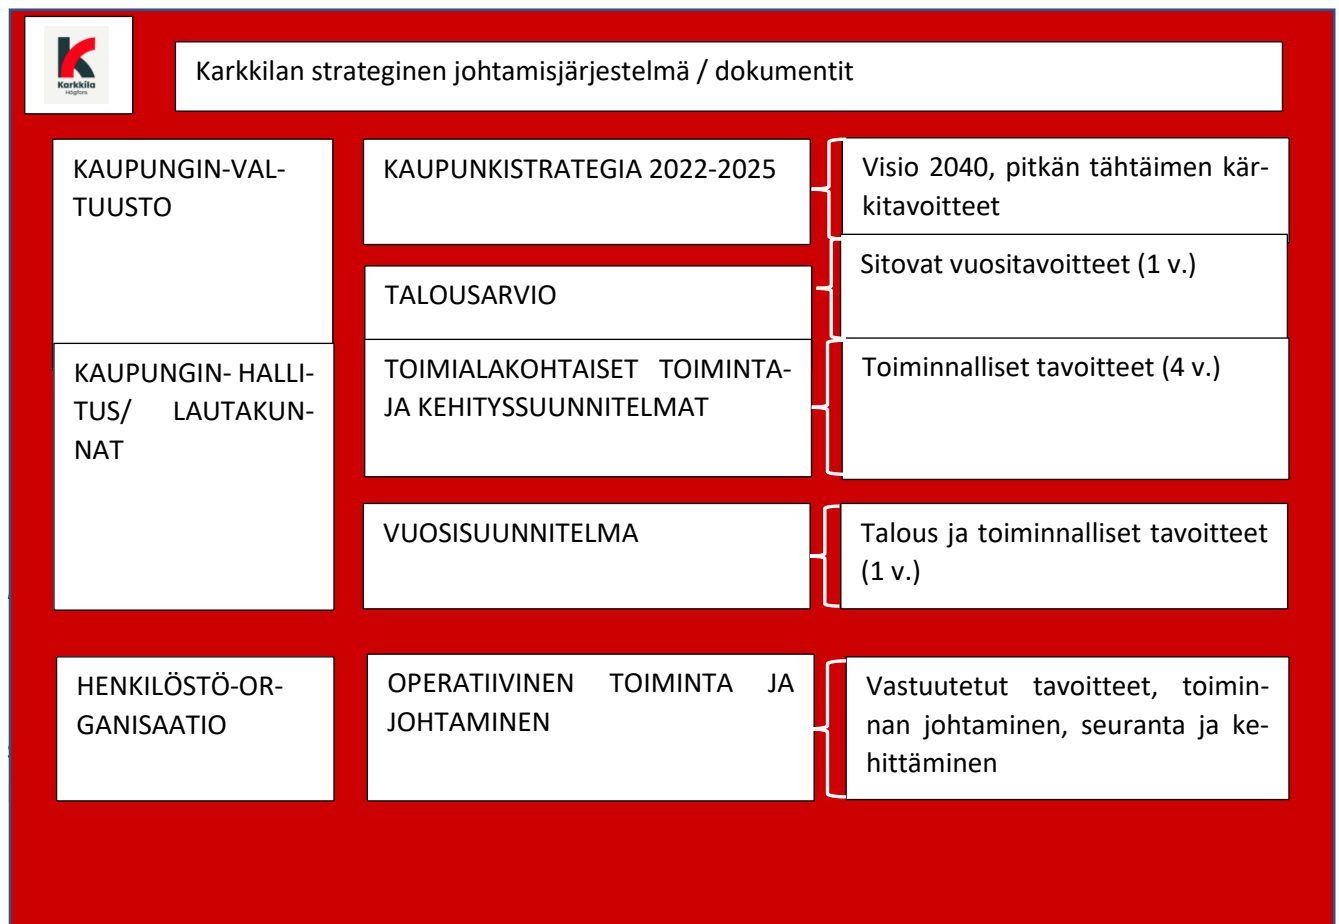 Karkkila
Högfors
Karkkilan strateginen johtamisjärjestelmä / dokumentit
KAUPUNGIN-VAL-
TUUSTO
KAUPUNKISTRATEGIA 2022-2025
Visio 2040, pitkän tähtäimen kär-
kitavoitteet
TALOUSARVIO
Sitovat vuositavoitteet (1 v.)
KAUPUNGIN- HALLI-
TUS/ LAUTAKUN-
NAT
TOIMIALAKOHTAISET TOIMINTA-
JA KEHITYSSUUNNITELMAT
Toiminnalliset tavoitteet (4 v.)
VUOSISUUNNITELMA
Talous ja toiminnalliset tavoitteet
(1 v.)
HENKILÖSTÖ-OR-
GANISAATIO
OPERATIIVINEN TOIMINTA JA
JOHTAMINEN
Vastuutetut tavoitteet, toimin-
nan johtaminen, seuranta ja ke-
hittäminen